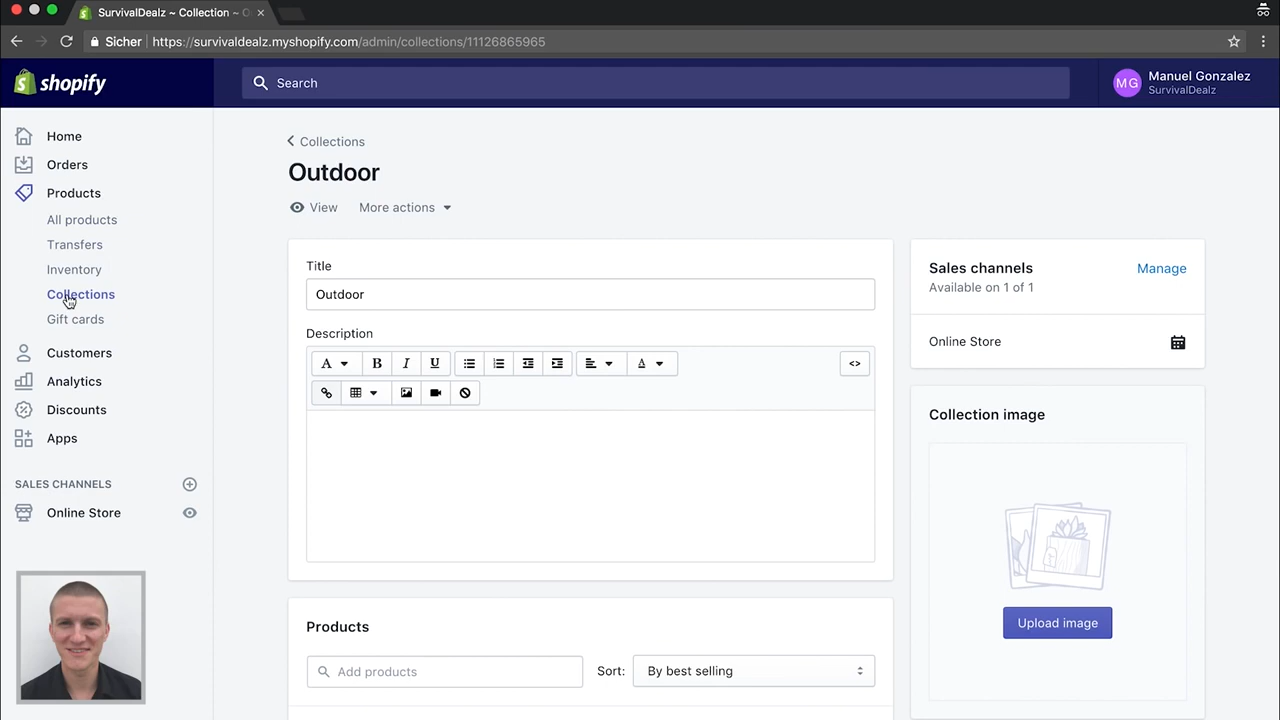 SurvivalDealz ~ Collection ~ O
Sicher
https://survivaldealz.myshopify.com/admin/collections/11126865965
shopify
Search
MG
Manuel Gonzalez
SurvivalDealz
Home
Orders
Products
All products
Transfers
Inventory
Collections
Gift cards
Customers
Analytics
Discounts
Apps
SALES CHANNELS
Online Store
Collections
Outdoor
View
More actions
Title
Outdoor
Description
A
B
I
U
A
<>
Products
Add products
Sort:
By best selling
Sales channels
Manage
Available on 1 of 1
Online Store
Collection image
Upload image